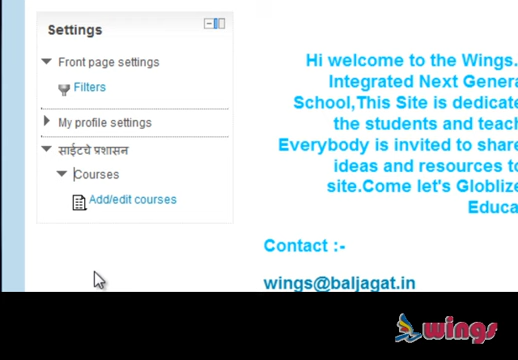 Settings
Front page settings
Filters
My profile settings
साईटचे प्रशासन
Courses
Add/edit courses
Hi welcome to the Wings.
Integrated Next Genera
School,This Site is dedicate
the students and teach
Everybody is invited to share
ideas and resources to
site.Come let's Globlize
Educa
Contact :-
wings@baljagat.in
wings